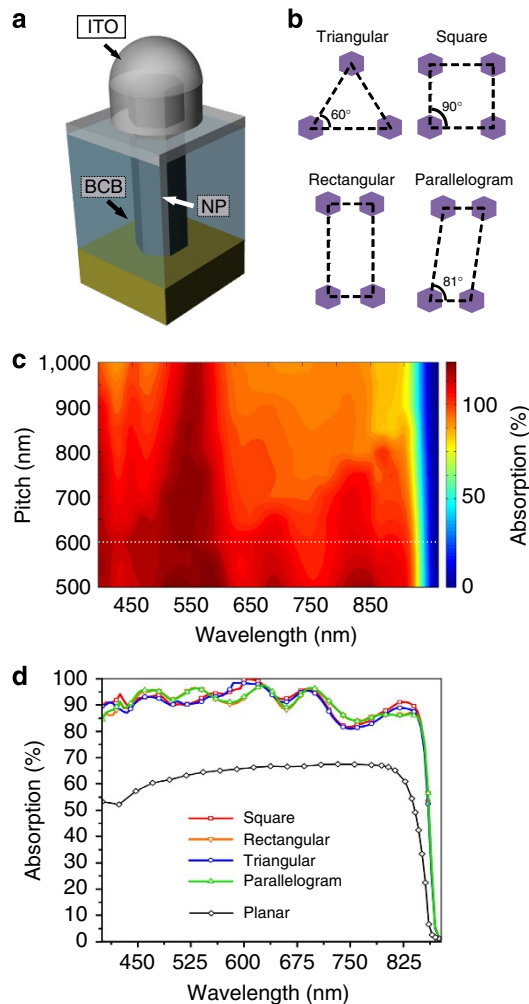 a
ITO
BCB
NP
b
Triangular
Square
60°
90°
Rectangular
Parallelogram
81°
c
1,000
900
800
700
600
500
Pitch (nm)
450 550 650 750 850
Wavelength (nm)
100
50
0
Absorption (%)
d
100
90
80
70
60
50
40
30
20
10
0
Absorption (%)
Square
Rectangular
Triangular
Parallelogram
Planar
450 525 600 675 750 825
Wavelength (nm)